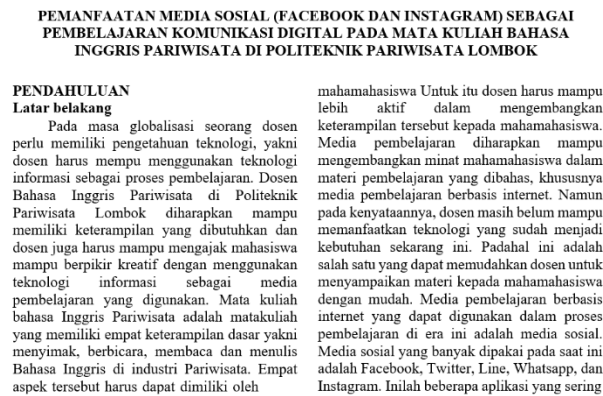 PEMANFAATAN MEDIA SOSIAL (FACEBOOK DAN INSTAGRAM) SEBAGAI
PEMBELAJARAN KOMUNIKASI DIGITAL PADA MATA KULIAH BAHASA
INGGRIS PARIWISATA DI POLITEKNIK PARIWISATA LOMBOK
PENDAHULUAN
Latar belakang
Pada masa globalisasi seorang dosen
perlu memiliki pengetahuan teknologi, yakni
dosen harus mempu menggunakan teknologi
informasi sebagai proses pembelajaran. Dosen
Bahasa Inggris Pariwisata di Politeknik
Pariwisata Lombok diharapkan mampu
memiliki keterampilan yang dibutuhkan dan
dosen juga harus mampu mengajak mahasiswa
mampu berpikir kreatif dengan menggunakan
teknologi informasi sebagai media
pembelajaran yang digunakan. Mata kuliah
bahasa Inggris Pariwisata adalah matakuliah
yang memiliki empat keterampilan dasar yakni
menyimak, berbicara, membaca dan menulis
Bahasa Inggris di industri Pariwisata. Empat
aspek tersebut harus dapat dimiliki oleh
mahamahasiswa Untuk itu dosen harus mampu
lebih aktif dalam mengembangkan
keterampilan tersebut kepada mahamahasiswa.
Media pembelajaran diharapkan mampu
mengembangkan minat mahamahasiswa dalam
materi pembelajaran yang dibahas, khususnya
media pembelajaran berbasis internet. Namun
pada kenyataannya, dosen masih belum mampu
memanfaatkan teknologi yang sudah menjadi
kebutuhan sekarang ini. Padahal ini adalah
salah satu yang dapat memudahkan dosen untuk
menyampaikan materi kepada mahamahasiswa
dengan mudah. Media pembelajaran berbasis
internet yang dapat digunakan dalam proses
pembelajaran di era ini adalah media sosial.
Media sosial yang banyak dipakai pada saat ini
adalah Facebook, Twitter, Line, Whatsapp, dan
Instagram. Inilah beberapa aplikasi yang sering